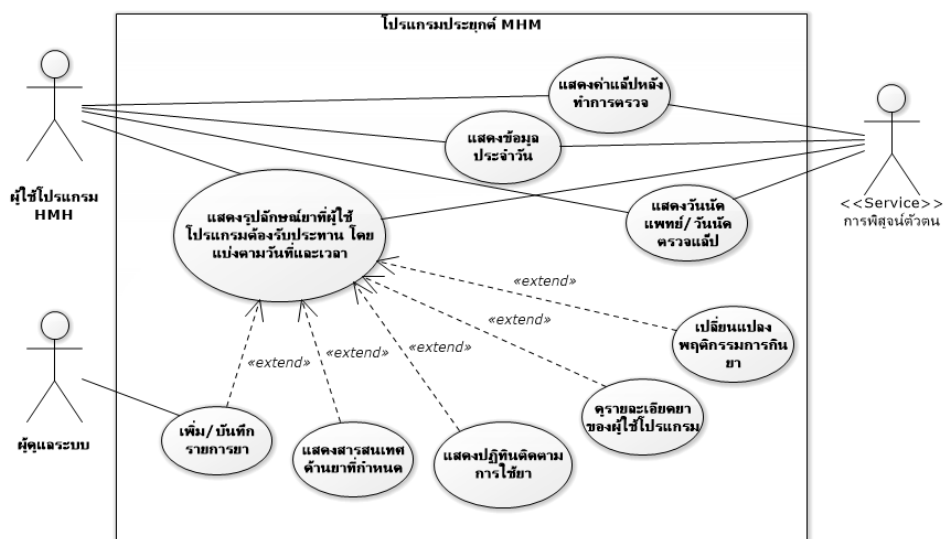 โปรแกรมประยุกต์ MHM
แสดงค่าแล็ปหลัง
ทำการตรวจ
แสดงข้อมูล
ประจำวัน
ผู้ใช้โปรแกรม
HMH
แสดงรูปลักษณ์ยาที่ผู้ใช้
โปรแกรมต้องรับประทาน โดย
แบ่งตามวันที่และเวลา
แสดงวันนัด
แพทย์/วันนัด
ตรวจแล็ป
<<Service>>
การพิสูจน์ตัวตน
«extend»
«extend»
«extend»
«extend»
«extend»
เปลี่ยนแปลง
พฤติกรรมการกิน
ยา
ดูรายละเอียดยา
ของผู้ใช้โปรแกรม
ผู้ดูแลระบบ
เพิ่ม/บันทึก
รายการยา
แสดงสารสนเทศ
ด้านยาที่กำหนด
แสดงปฏิทินติดตาม
การใช้ยา